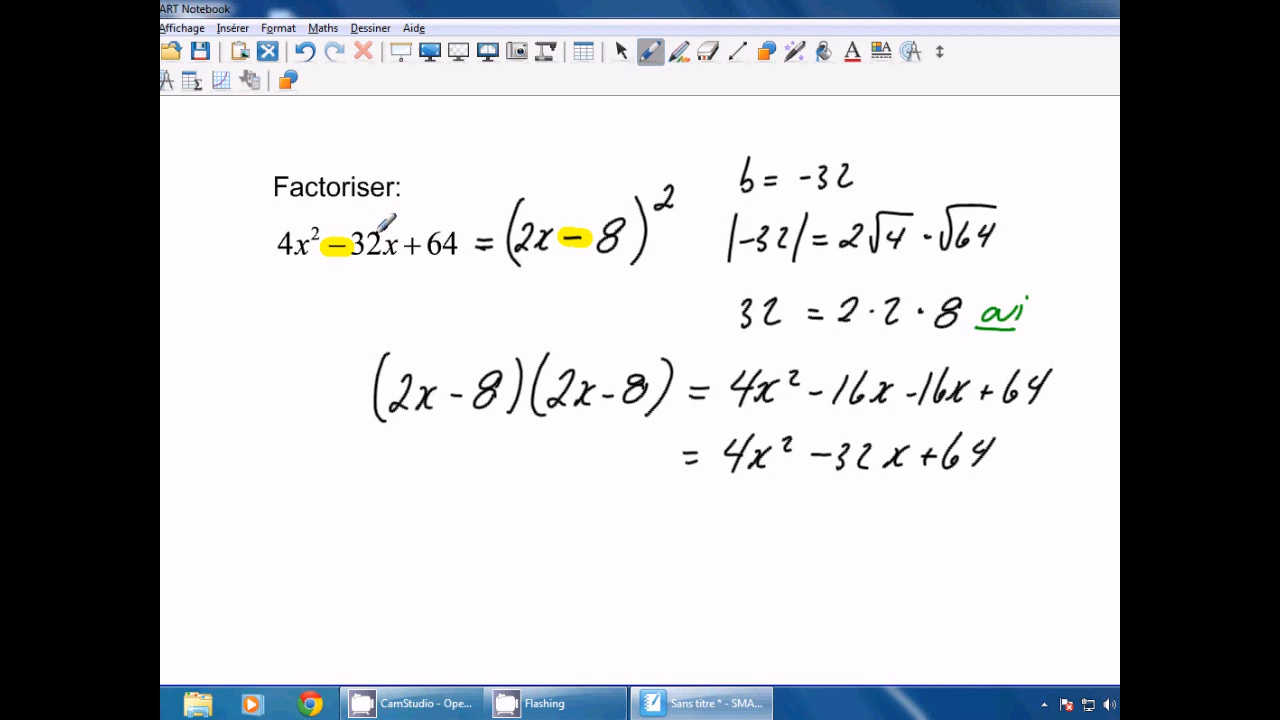 ART Notebook
Affichage Insérer Format Maths Dessiner Aide
Factoriser:
4x² − 32x + 64 = (2x − 8)²
b = -32
|-32| = 2√4 · √64
32 = 2 · 2 · 8 oui
(2x - 8)(2x - 8) = 4x² - 16x - 16x + 64
= 4x² - 32x + 64
CamStudio - Ope... Flashing Sans titre * - SMA...